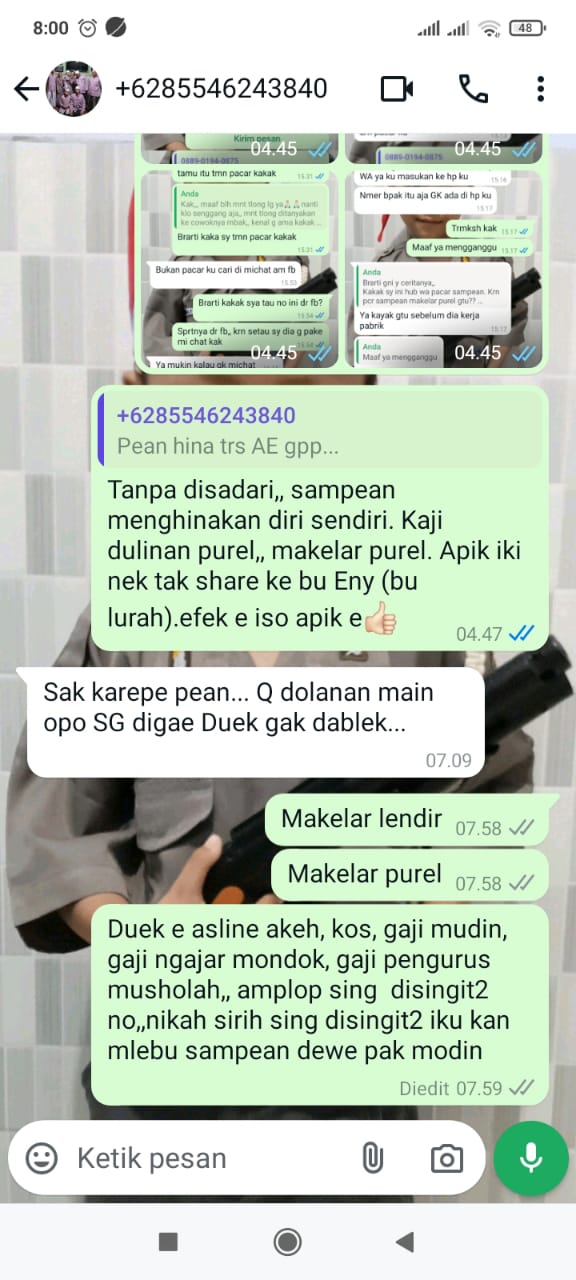 8:00
48
+6285546243840
Kirim pesan
04.45
0889-0194-0875
tamu itu tmn pacar kakak
15.31
Anda
Kak,, maaf blh mnt tlong lg ya🙏🙏nanti
klo senggang aja,, mnt tlong ditanyakan
ke cowoknya mbak,, kenal g ama kakak...
Brarti kaka sy tmn pacar kakak
15.31
Bukan pacar ku cari di michat am fb
15.53
Brarti kakak sya tau no ini dr fb?
15.54
Sprtnya dr fb,, krn setau sy dia g pake
mi chat kak
15.54
04.45
Ya mukin kalau gk michat
04.45
0889-0194-0875
WA ya ku masukan ke hp ku
15.16
Nmer bpak itu aja GK ada di hp ku
15.17
Trmksh kak
15.17
Maaf ya mengganggu
15.17
Anda
Brarti gni y ceritanya,,
Kakak sy ini hub wa pacar sampean. Krn
pcr sampean makelar purel gtu??...
Ya kayak gtu sebelum dia kerja
pabrik
15.17
Anda
Maaf ya mengganggu
04.45
+6285546243840
Pean hina trs AE gpp...
Tanpa disadari,, sampean
menghinakan diri sendiri. Kaji
dulinan purel,, makelar purel. Apik iki
nek tak share ke bu Eny (bu
lurah).efek e iso apik e👍🏻
04.47
Sak karepe pean... Q dolanan main
opo SG digae Duek gak dablek...
07.09
Makelar lendir
07.58
Makelar purel
07.58
Duek e asline akeh, kos, gaji mudin,
gaji ngajar mondok, gaji pengurus
musholah,, amplop sing disingit2
no,,nikah sirih sing disingit2 iku kan
mlebu sampean dewe pak modin
Diedit 07.59
Ketik pesan